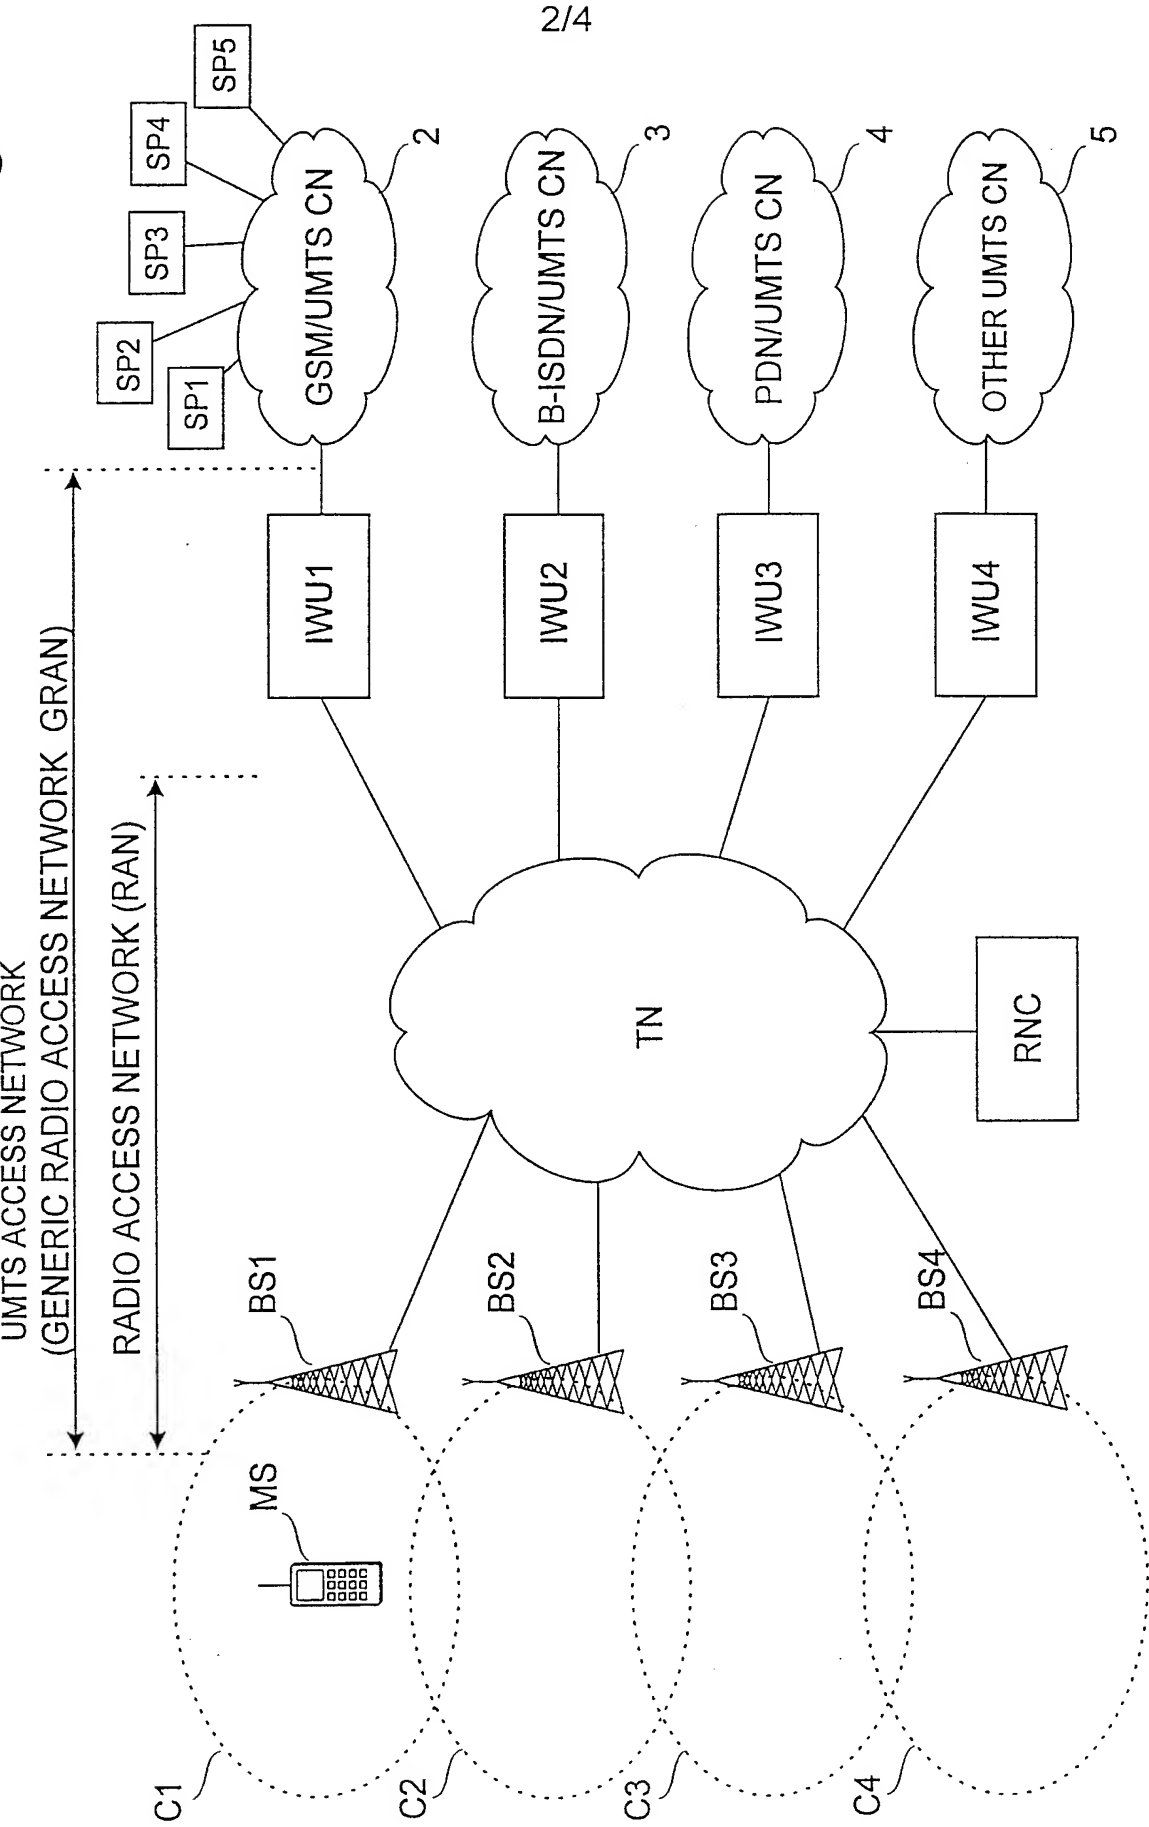 2/4
UMTS ACCESS NETWORK
(GENERIC RADIO ACCESS NETWORK GRAN)
RADIO ACCESS NETWORK (RAN)
SP1
SP2
SP3
SP4
SP5
C1
MS
BS1
IWU1
GSM/UMTS CN
2
C2
BS2
IWU2
B-ISDN/UMTS CN
3
TN
C3
BS3
IWU3
PDN/UMTS CN
4
C4
BS4
RNC
IWU4
OTHER UMTS CN
5